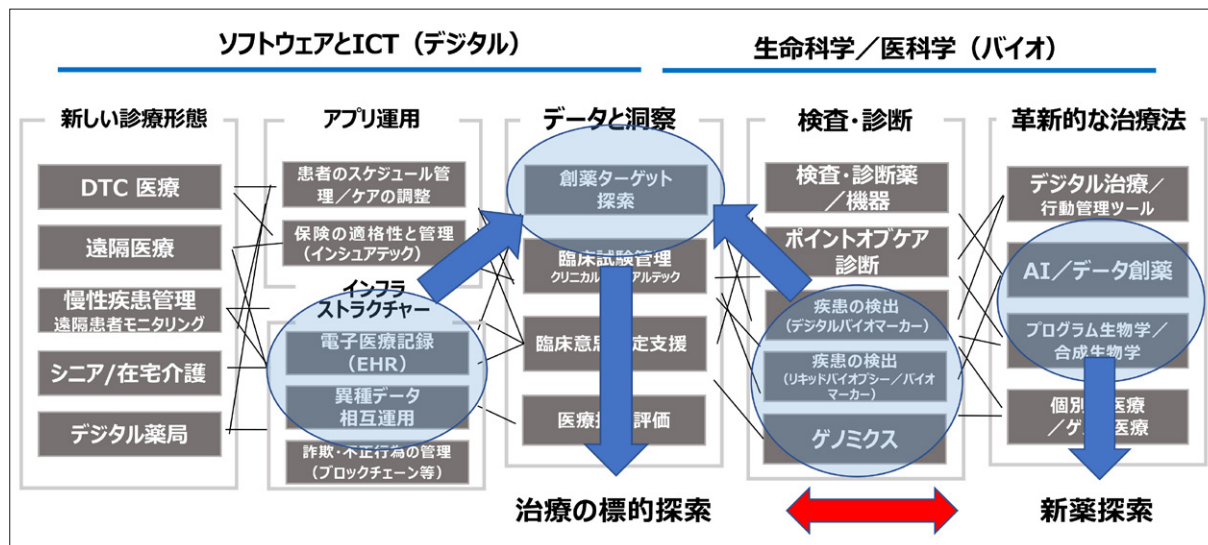 ソフトウェアとICT（デジタル）
生命科学／医科学（バイオ）
新しい診療形態
DTC 医療
遠隔医療
慢性疾患管理
遠隔患者モニタリング
シニア/在宅介護
デジタル薬局
アプリ運用
患者のスケジュール管
理／ケアの調整
保険の適格性と管理
（インシュアテック）
インフラ
ストラクチャー
電子医療記録
（EHR）
異種データ
相互運用
詐欺・不正行為の管理
（ブロックチェーン等）
データと洞察
創薬ターゲット
探索
臨床試験管理
クリニカル
アルテック
臨床意思
定支援
医療
評価
検査・診断
検査・診断薬
／機器
ポイントオブケア
診断
疾患の検出
（デジタルバイオマーカー）
疾患の検出
（リキッドバイオプシー／バイオ
マーカー）
ゲノミクス
革新的な治療法
デジタル治療／
行動管理ツール
AI／データ創薬
プログラム生物学／
合成生物学
個別
医療
／ゲ
医療
治療の標的探索
新薬探索